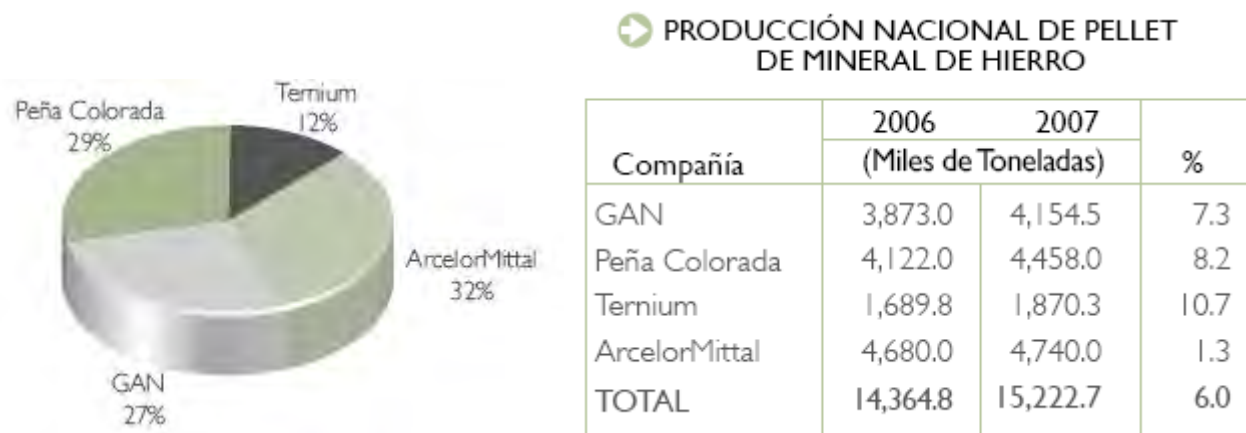 PRODUCCIÓN NACIONAL DE PELLET
DE MINERAL DE HIERRO
Peña Colorada
29%
Ternium
12%
ArcelorMittal
32%
GAN
27%
2006 2007
Compañía (Miles de Toneladas) %
GAN 3,873.0 4,154.5 7.3
Peña Colorada 4,122.0 4,458.0 8.2
Ternium 1,689.8 1,870.3 10.7
ArcelorMittal 4,680.0 4,740.0 1.3
TOTAL 14,364.8 15,222.7 6.0